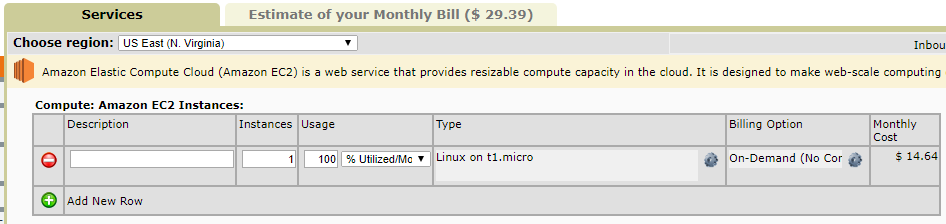 Services
Estimate of your Monthly Bill ($ 29.39)
Choose region: US East (N. Virginia)
Inbou
Amazon Elastic Compute Cloud (Amazon EC2) is a web service that provides resizable compute capacity in the cloud. It is designed to make web-scale computing
Compute: Amazon EC2 Instances:
Description Instances Usage Type Billing Option Monthly Cost
1 100 % Utilized/Mo Linux on t1.micro On-Demand (No Cor $ 14.64
Add New Row